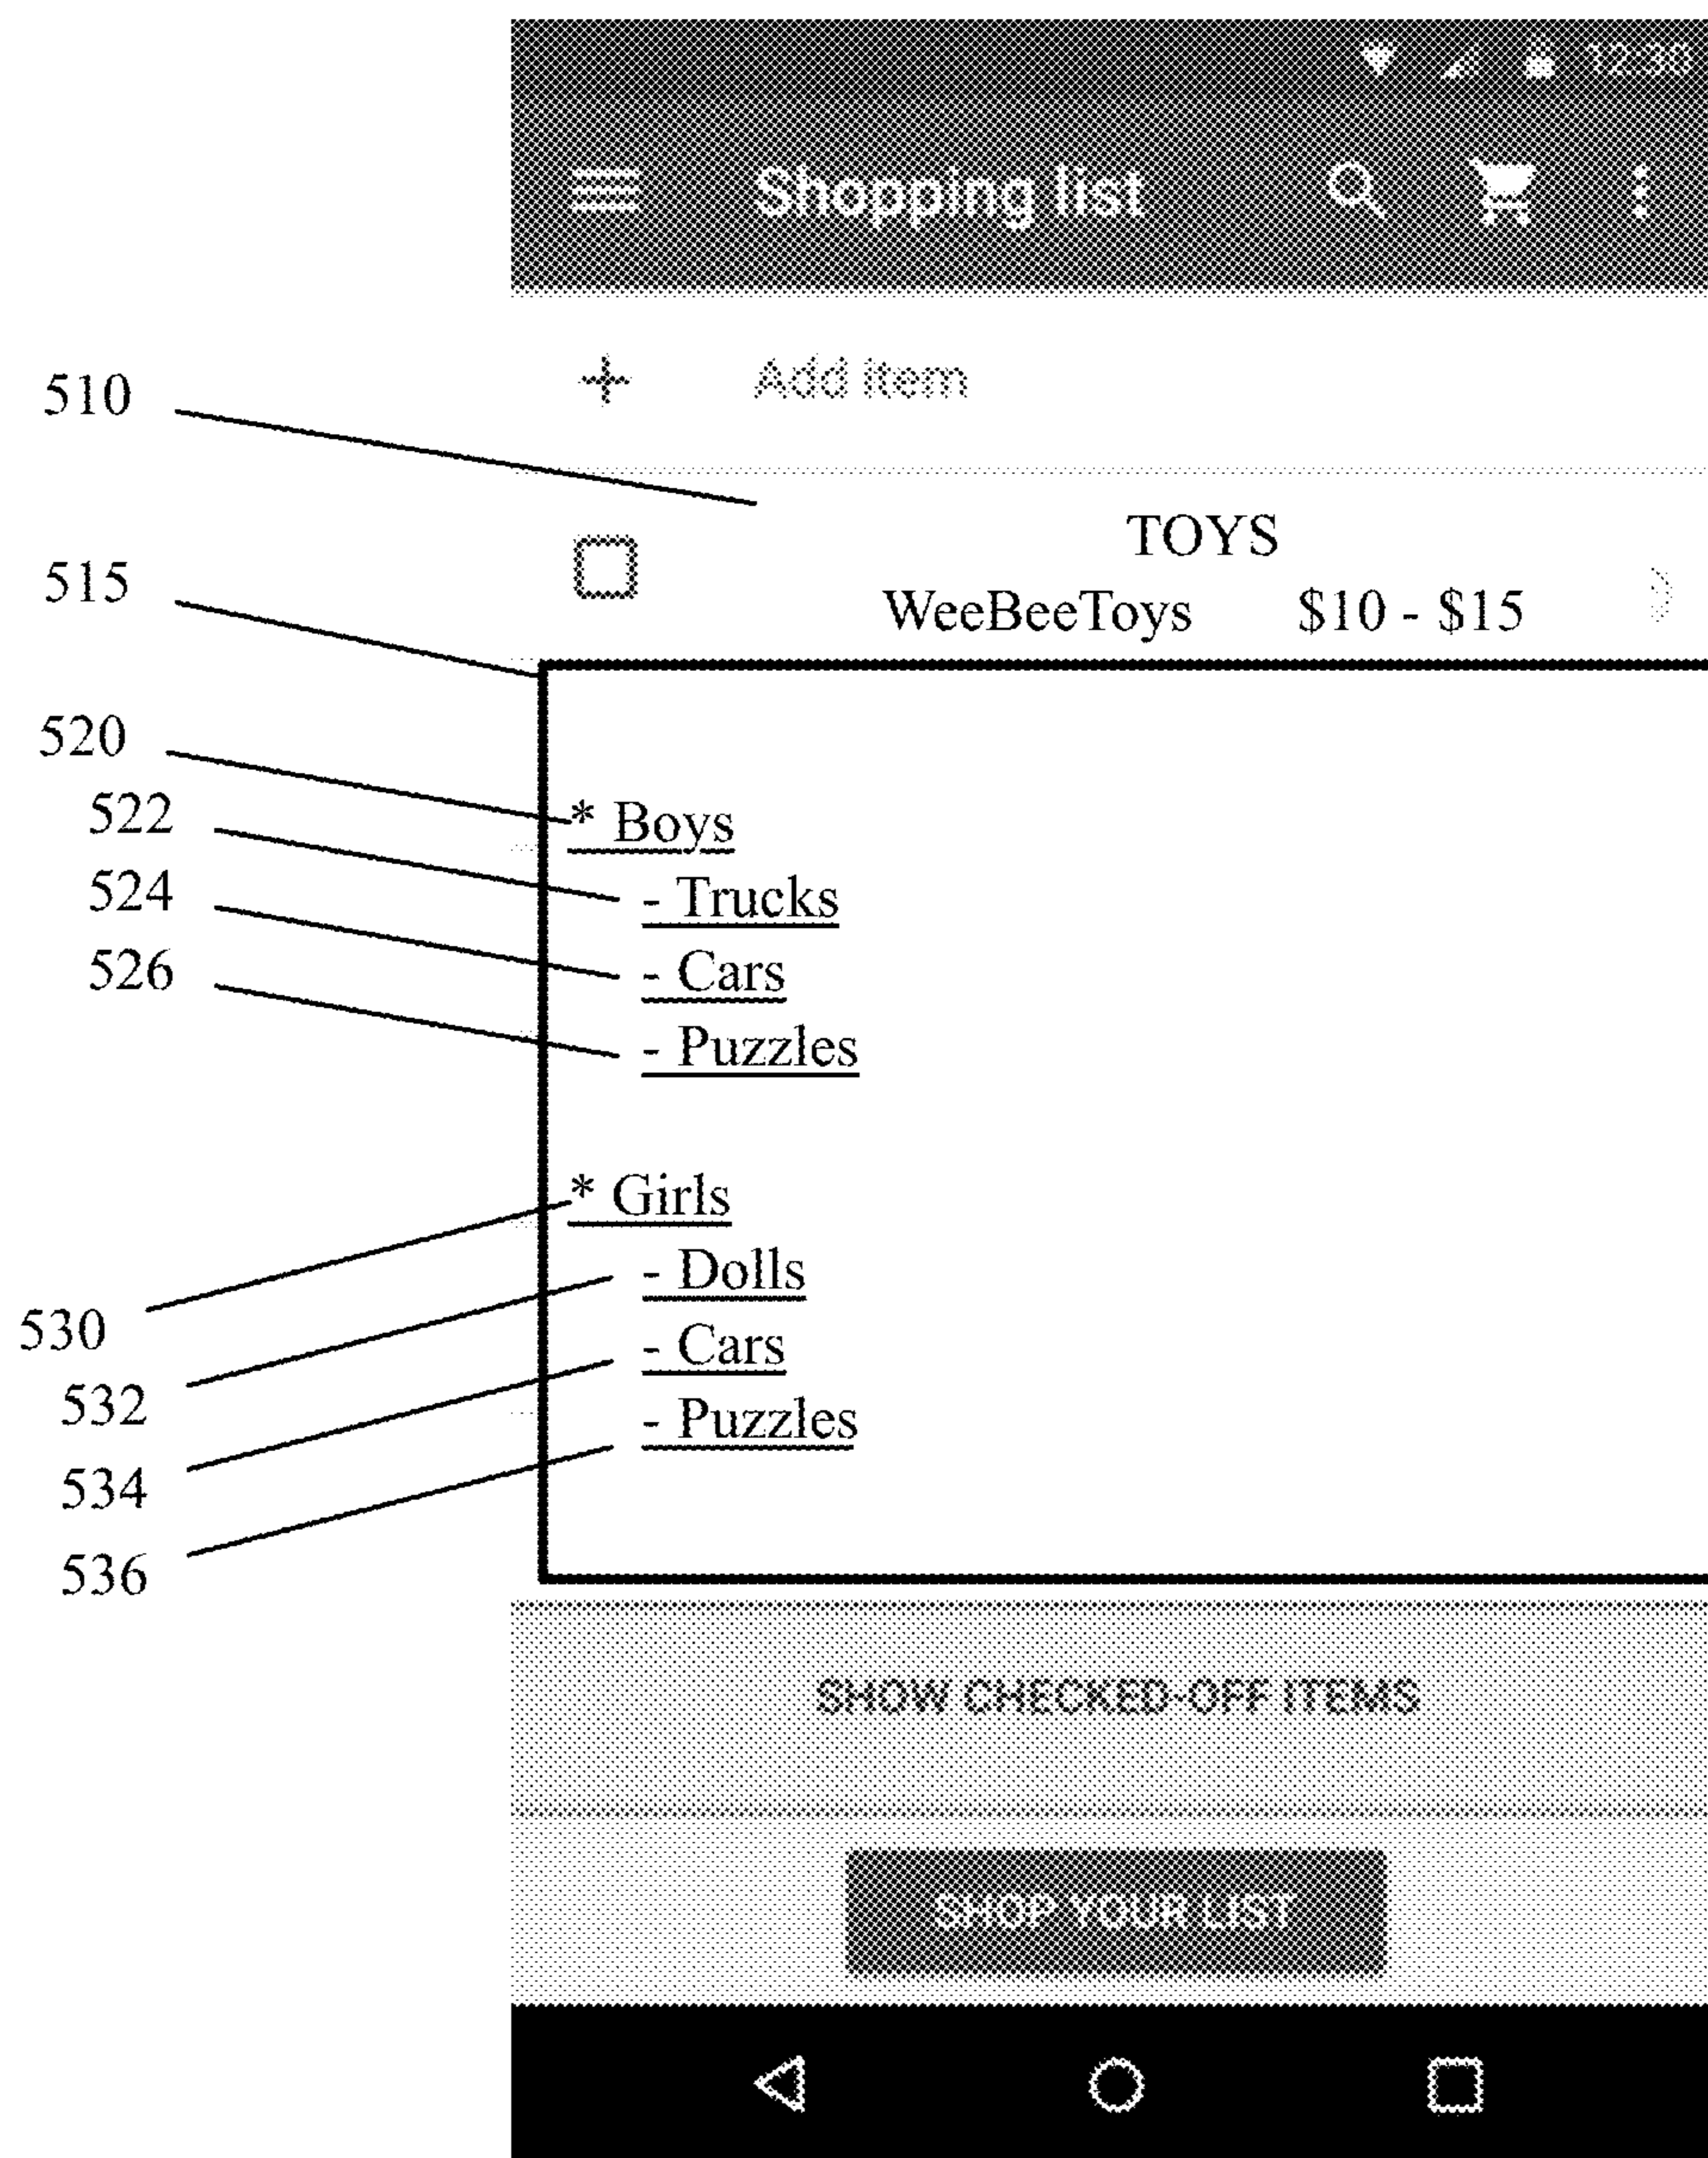 12:30
Shopping list
510
Add item
515
TOYS
WeeBeeToys $10 - $15
520
* Boys
522
- Trucks
524
- Cars
526
- Puzzles
530
* Girls
532
- Dolls
534
- Cars
536
- Puzzles
SHOW CHECKED-OFF ITEMS
SHOP YOUR LIST